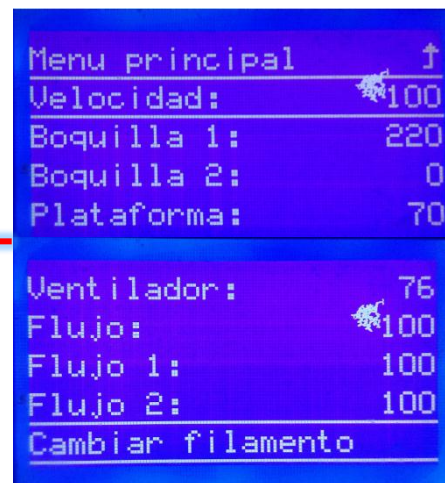 Menu principal
Velocidad: 100
Boquilla 1: 220
Boquilla 2: 0
Plataforma: 70
Ventilador: 76
Flujo: 100
Flujo 1: 100
Flujo 2: 100
Cambiar filamento